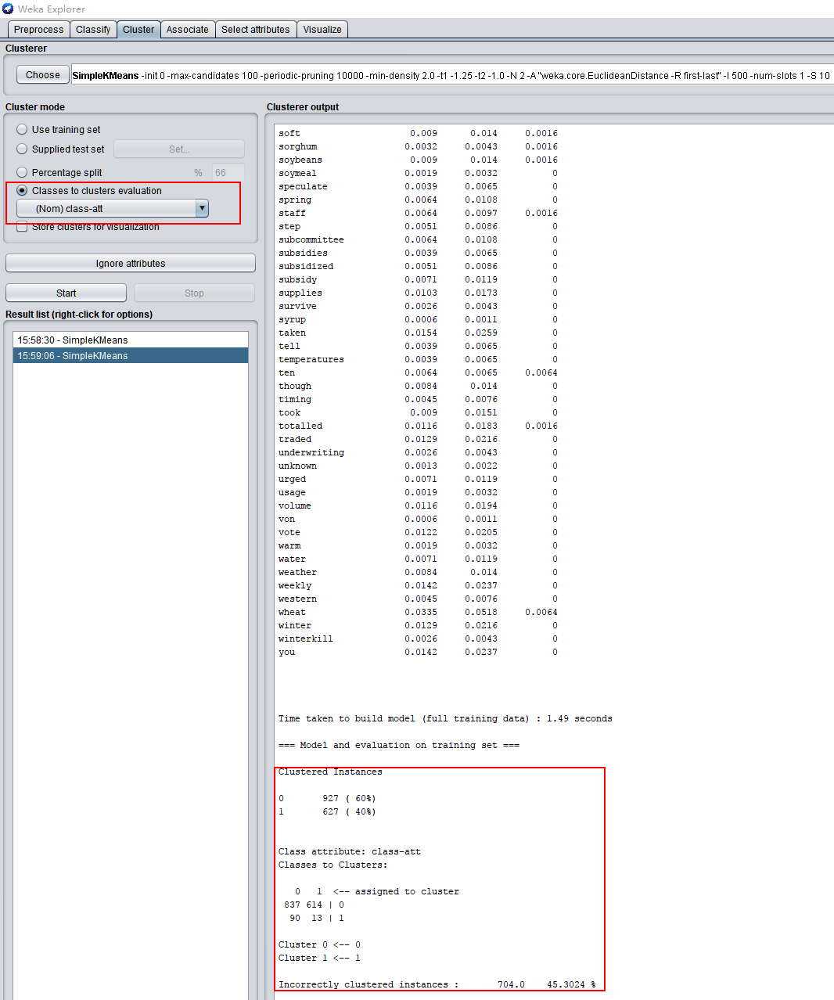 Weka Explorer
Preprocess Classify Cluster Associate Select attributes Visualize
Clusterer
Choose SimpleKMeans -init 0 -max-candidates 100 -periodic-pruning 10000 -min-density 2.0 -t1 -1.25 -t2 -1.0 -N 2 -A "weka.core.EuclideanDistance -R first-last" -I 500 -num-slots 1 -S 10
Cluster mode
Use training set
Supplied test set Set...
Percentage split % 66
Classes to clusters evaluation
(Nom) class-att
Store clusters for visualization
Ignore attributes
Start Stop
Result list (right-click for options)
15:58:30 - SimpleKMeans
15:59:06 - SimpleKMeans
Clusterer output
soft 0.009 0.014 0.0016
sorghum 0.0032 0.0043 0.0016
soybeans 0.009 0.014 0.0016
soymeal 0.0019 0.0032 0
speculate 0.0039 0.0065 0
spring 0.0064 0.0108 0
staff 0.0064 0.0097 0.0016
step 0.0051 0.0086 0
subcommittee 0.0064 0.0108 0
subsidies 0.0039 0.0065 0
subsidized 0.0051 0.0086 0
subsidy 0.0071 0.0119 0
supplies 0.0103 0.0173 0
survive 0.0026 0.0043 0
syrup 0.0006 0.0011 0
taken 0.0154 0.0259 0
tell 0.0039 0.0065 0
temperatures 0.0039 0.0065 0
ten 0.0064 0.0065 0.0064
though 0.0084 0.014 0
timing 0.0045 0.0076 0
took 0.009 0.0151 0
totalled 0.0116 0.0183 0.0016
traded 0.0129 0.0216 0
underwriting 0.0026 0.0043 0
unknown 0.0013 0.0022 0
urged 0.0071 0.0119 0
usage 0.0019 0.0032 0
volume 0.0116 0.0194 0
von 0.0006 0.0011 0
vote 0.0122 0.0205 0
warm 0.0019 0.0032 0
water 0.0071 0.0119 0
weather 0.0084 0.014 0
weekly 0.0142 0.0237 0
western 0.0045 0.0076 0
wheat 0.0335 0.0518 0.0064
winter 0.0129 0.0216 0
winterkill 0.0026 0.0043 0
you 0.0142 0.0237 0
Time taken to build model (full training data) : 1.49 seconds
=== Model and evaluation on training set ===
Clustered Instances
0 927 ( 60%)
1 627 ( 40%)
Class attribute: class-att
Classes to Clusters:
0 1 <-- assigned to cluster
837 614 | 0
90 13 | 1
Cluster 0 <-- 0
Cluster 1 <-- 1
Incorrectly clustered instances : 704.0 45.3024 %